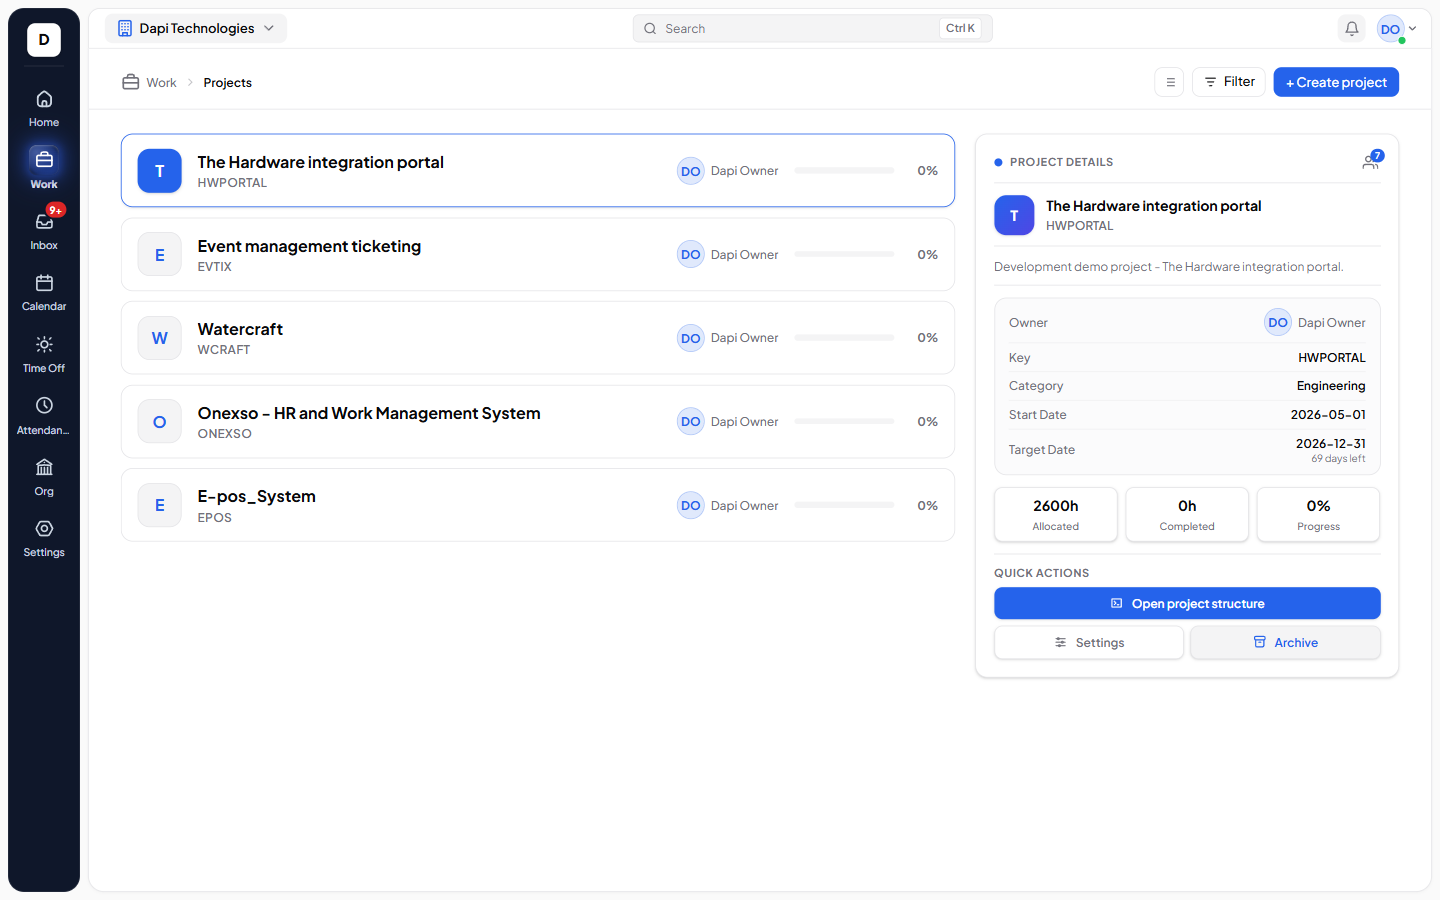 D
Home
Work
9+
Inbox
Calendar
Time Off
Attendan...
Org
Settings
Dapi Technologies
Search
Ctrl K
DO
Work > Projects
Filter
+ Create project
T
The Hardware integration portal
HWPORTAL
DO Dapi Owner 0%
E
Event management ticketing
EVTIX
DO Dapi Owner 0%
W
Watercraft
WCRAFT
DO Dapi Owner 0%
O
Onexso - HR and Work Management System
ONEXSO
DO Dapi Owner 0%
E
E-pos_System
EPOS
DO Dapi Owner 0%
PROJECT DETAILS
7
T
The Hardware integration portal
HWPORTAL
Development demo project - The Hardware integration portal.
Owner DO Dapi Owner
Key HWPORTAL
Category Engineering
Start Date 2026-05-01
Target Date 2026-12-31
69 days left
2600h
Allocated
0h
Completed
0%
Progress
QUICK ACTIONS
Open project structure
Settings
Archive